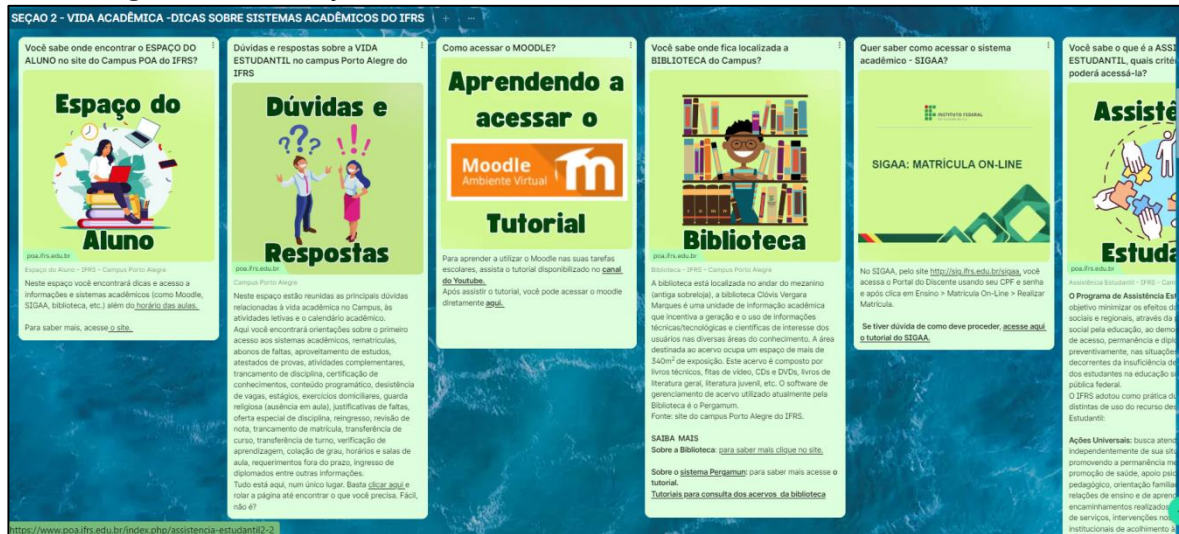 SEÇAO 2 - VIDA ACADÊMICA -DICAS SOBRE SISTEMAS ACADÊMICOS DO IFRS
Você sabe onde encontrar o ESPAÇO DO
ALUNO no site do Campus POA do IFRS?
Espaço do
Aluno
poa.ifrs.edu.br
Espaço do Aluno - IFRS - Campus Porto Alegre
Neste espaço você encontrará dicas e acesso a
informações e sistemas acadêmicos (como Moodle,
SIGAA, biblioteca, etc.) além do horário das aulas.
Para saber mais, acesse o site.
Dúvidas e respostas sobre a VIDA
ESTUDANTIL no campus Porto Alegre do
IFRS
Dúvidas e
???
!!!
Respostas
poa.ifrs.edu.br
Campus Porto Alegre
Neste espaço estão reunidas as principais dúvidas
relacionadas à vida acadêmica no Campus, às
atividades letivas e o calendário acadêmico.
Aqui você encontrará orientações sobre o primeiro
acesso aos sistemas acadêmicos, rematrículas,
abonos de faltas, aproveitamento de estudos,
atestados de provas, atividades complementares,
trancamento de disciplina, certificação de
conhecimentos, conteúdo programático, desistência
de vagas, estágios, exercícios domiciliares, guarda
religiosa (ausência em aula), justificativas de faltas,
oferta especial de disciplina, reingresso, revisão de
nota, trancamento de matrícula, transferência de
curso, transferência de turno, verificação de
aprendizagem, colação de grau, horários e salas de
aula, requerimentos fora do prazo, ingresso de
diplomados entre outras informações.
Tudo está aqui, num único lugar. Basta clicar aqui e
rolar a página até encontrar o que você precisa. Fácil,
não é?
Como acessar o MOODLE?
Aprendendo a
acessar o
Moodle
Ambiente Virtual
m
Tutorial
Para aprender a utilizar o Moodle nas suas tarefas
escolares, assista o tutorial disponibilizado no canal
do Youtube.
Após assistir o tutorial, você pode acessar o moodle
diretamente aqui.
Você sabe onde fica localizada a
BIBLIOTECA do Campus?
Biblioteca
poa.ifrs.edu.br
Biblioteca - IFRS - Campus Porto Alegre
A biblioteca está localizada no andar do mezanino
(antiga sobreloja), a biblioteca Clóvis Vergara
Marques é uma unidade de informação acadêmica
que incentiva a geração e o uso de informações
técnicas/tecnológicas e científicas de interesse dos
usuários nas diversas áreas do conhecimento. A área
destinada ao acervo ocupa um espaço de mais de
340m² de exposição. Este acervo é composto por
livros técnicos, fitas de vídeo, CDs e DVDs, livros de
literatura geral, literatura juvenil, etc. O software de
gerenciamento de acervo utilizado atualmente pela
Biblioteca é o Pergamum.
Fonte: site do campus Porto Alegre do IFRS.
SAIBA MAIS
Sobre a Biblioteca: para saber mais clique no site.
Sobre o sistema Pergamun: para saber mais acesse o
tutorial.
Tutoriais para consulta dos acervos da biblioteca
Quer saber como acessar o sistema
acadêmico - SIGAA?
INSTITUTO FEDERAL
SIGAA: MATRÍCULA ON-LINE
No SIGAA, pelo site http://sig.ifrs.edu.br/sigaa, você
acessa o Portal do Discente usando seu CPF e senha
e após clica em Ensino > Matrícula On-Line > Realizar
Matrícula.
Se tiver dúvida de como deve proceder, acesse aqui
o tutorial do SIGAA.
Você sabe o que é a ASSI
ESTUDANTIL, quais crité
poderá acessá-la?
Assistê
Estuda
poa.ifrs.edu.br
Assistência Estudantil - IFRS - Cam
O Programa de Assistência Est
objetivo minimizar os efeitos da
sociais e regionais, através da
social pela educação, ao demo
de acesso, permanência e diplo
preventivamente, nas situaçõe
decorrentes da insuficiência de
dos estudantes na educação s
pública federal.
O IFRS adotou como prática do
distintas de uso do recurso des
Estudantil:
Ações Universais: busca atend
independentemente de sua situ
promovendo a permanência me
promoção de saúde, apoio psic
pedagógico, orientação familiar
relações de ensino e de aprend
encaminhamentos realizados
de serviços, intervenções nos
institucionais de acolhimento à
https://www.poa.ifrs.edu.br/index.php/assistencia-estudantil2-2